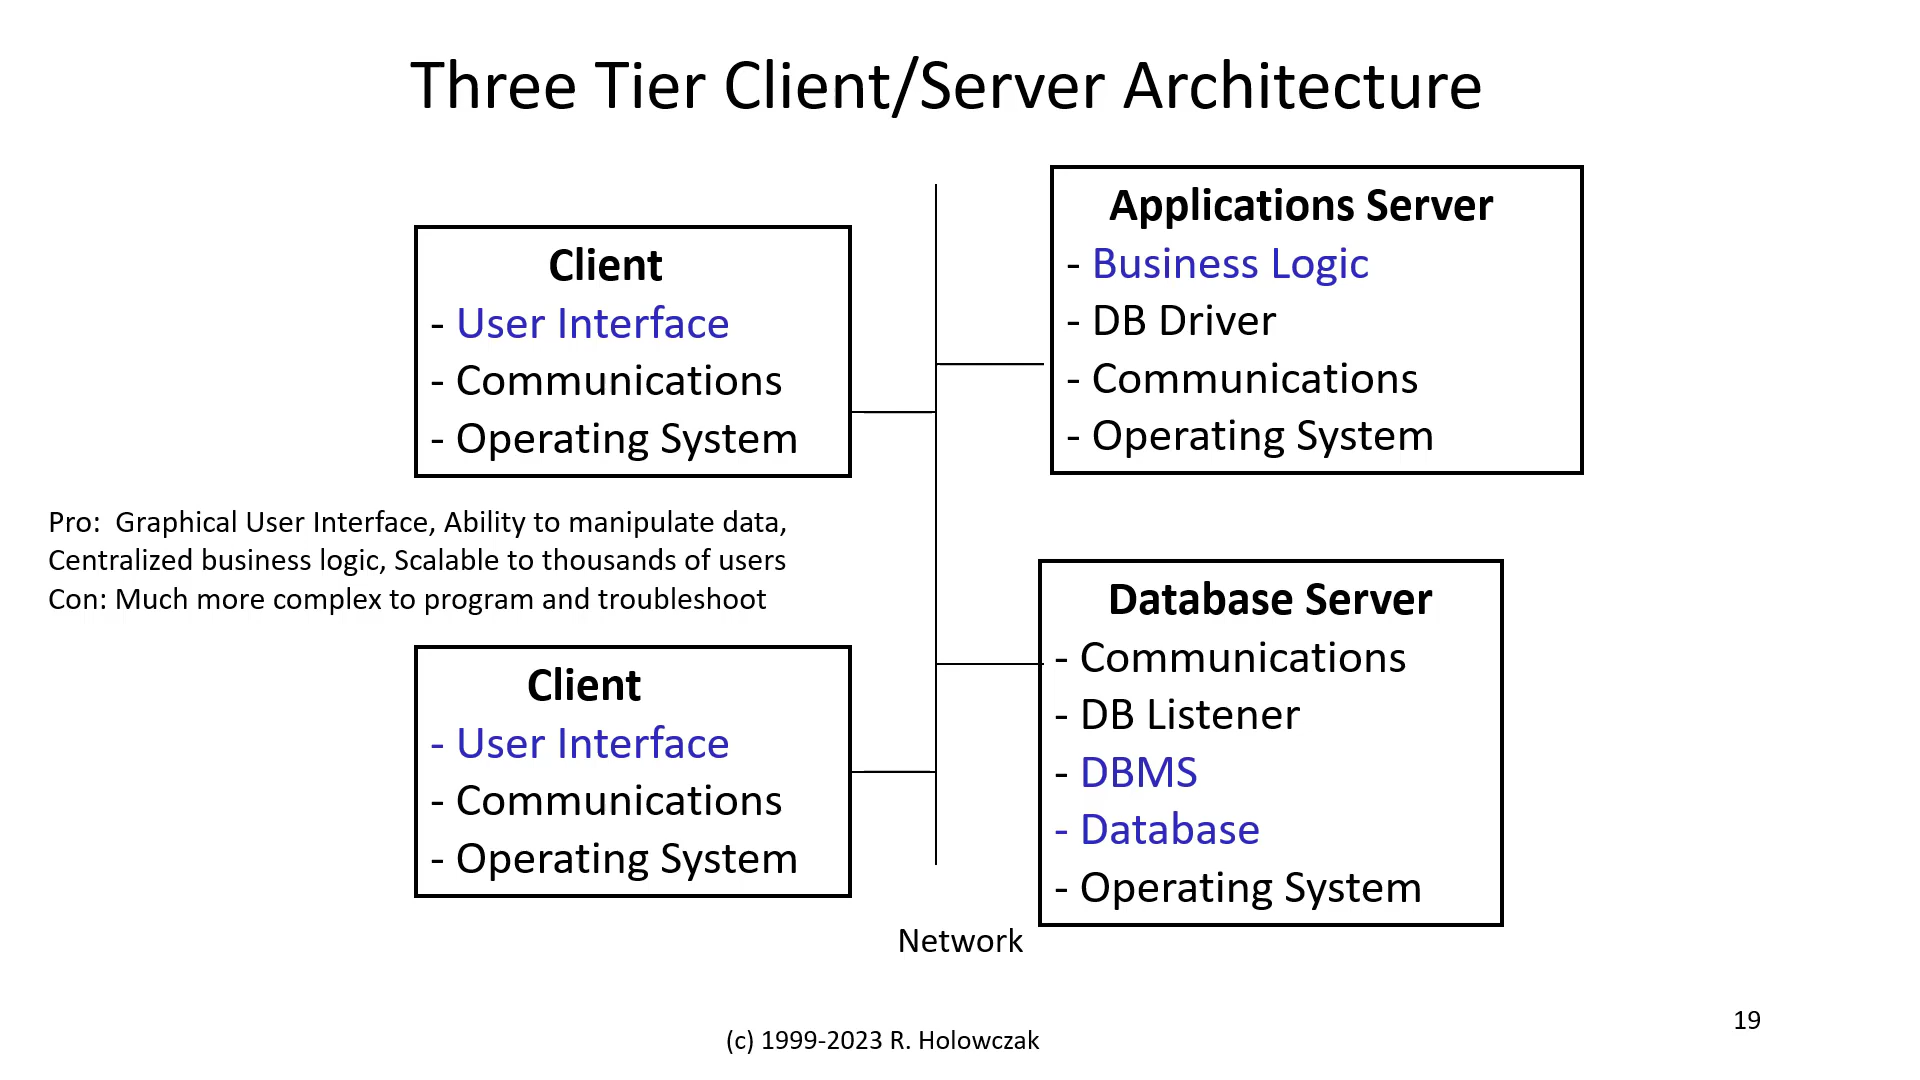 Three Tier Client/Server Architecture
Client
- User Interface
- Communications
- Operating System
Applications Server
- Business Logic
- DB Driver
- Communications
- Operating System
Pro:  Graphical User Interface, Ability to manipulate data,
Centralized business logic, Scalable to thousands of users
Con: Much more complex to program and troubleshoot
Client
- User Interface
- Communications
- Operating System
Database Server
- Communications
- DB Listener
- DBMS
- Database
- Operating System
Network
(c) 1999-2023 R. Holowczak
19